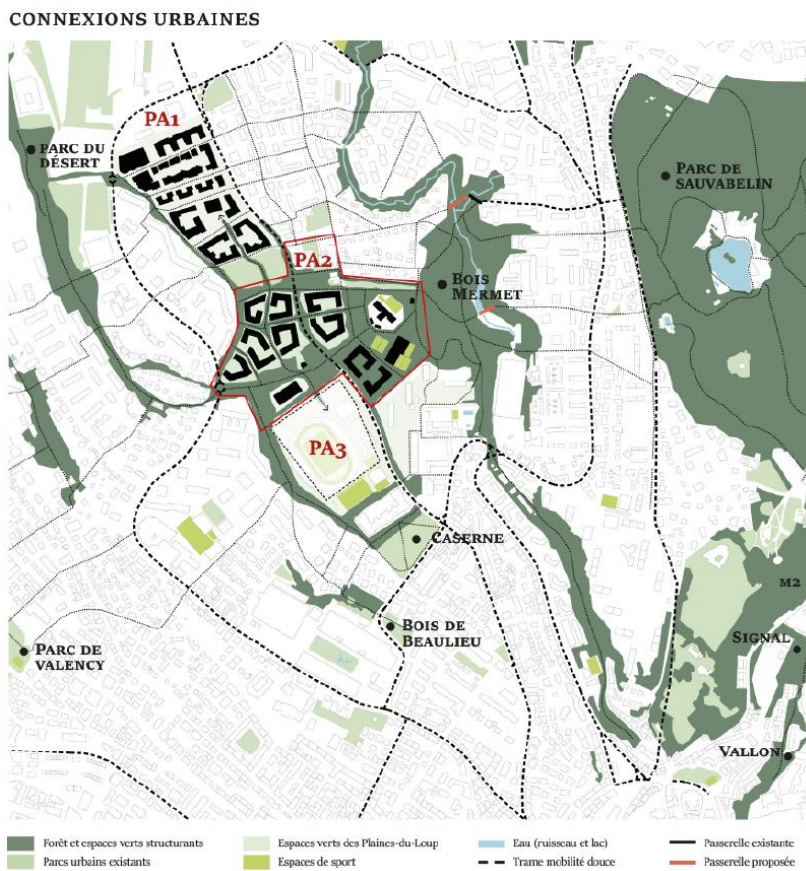 CONNEXIONS URBAINES
PA1
PARC DU
DÉSERT
PARC DE
SAUVABELIN
PA2
BOIS
MERMET
PA3
CASERNE
M2
BOIS DE
BEAULIEU
SIGNAL
PARC DE
VALENCY
VALLON
Forêt et espaces verts structurants
Parcs urbains existants
Espaces verts des Plaines-du-Loup
Espaces de sport
Eau (ruisseau et lac)
Trame mobilité douce
Passerelle existante
Passerelle proposée